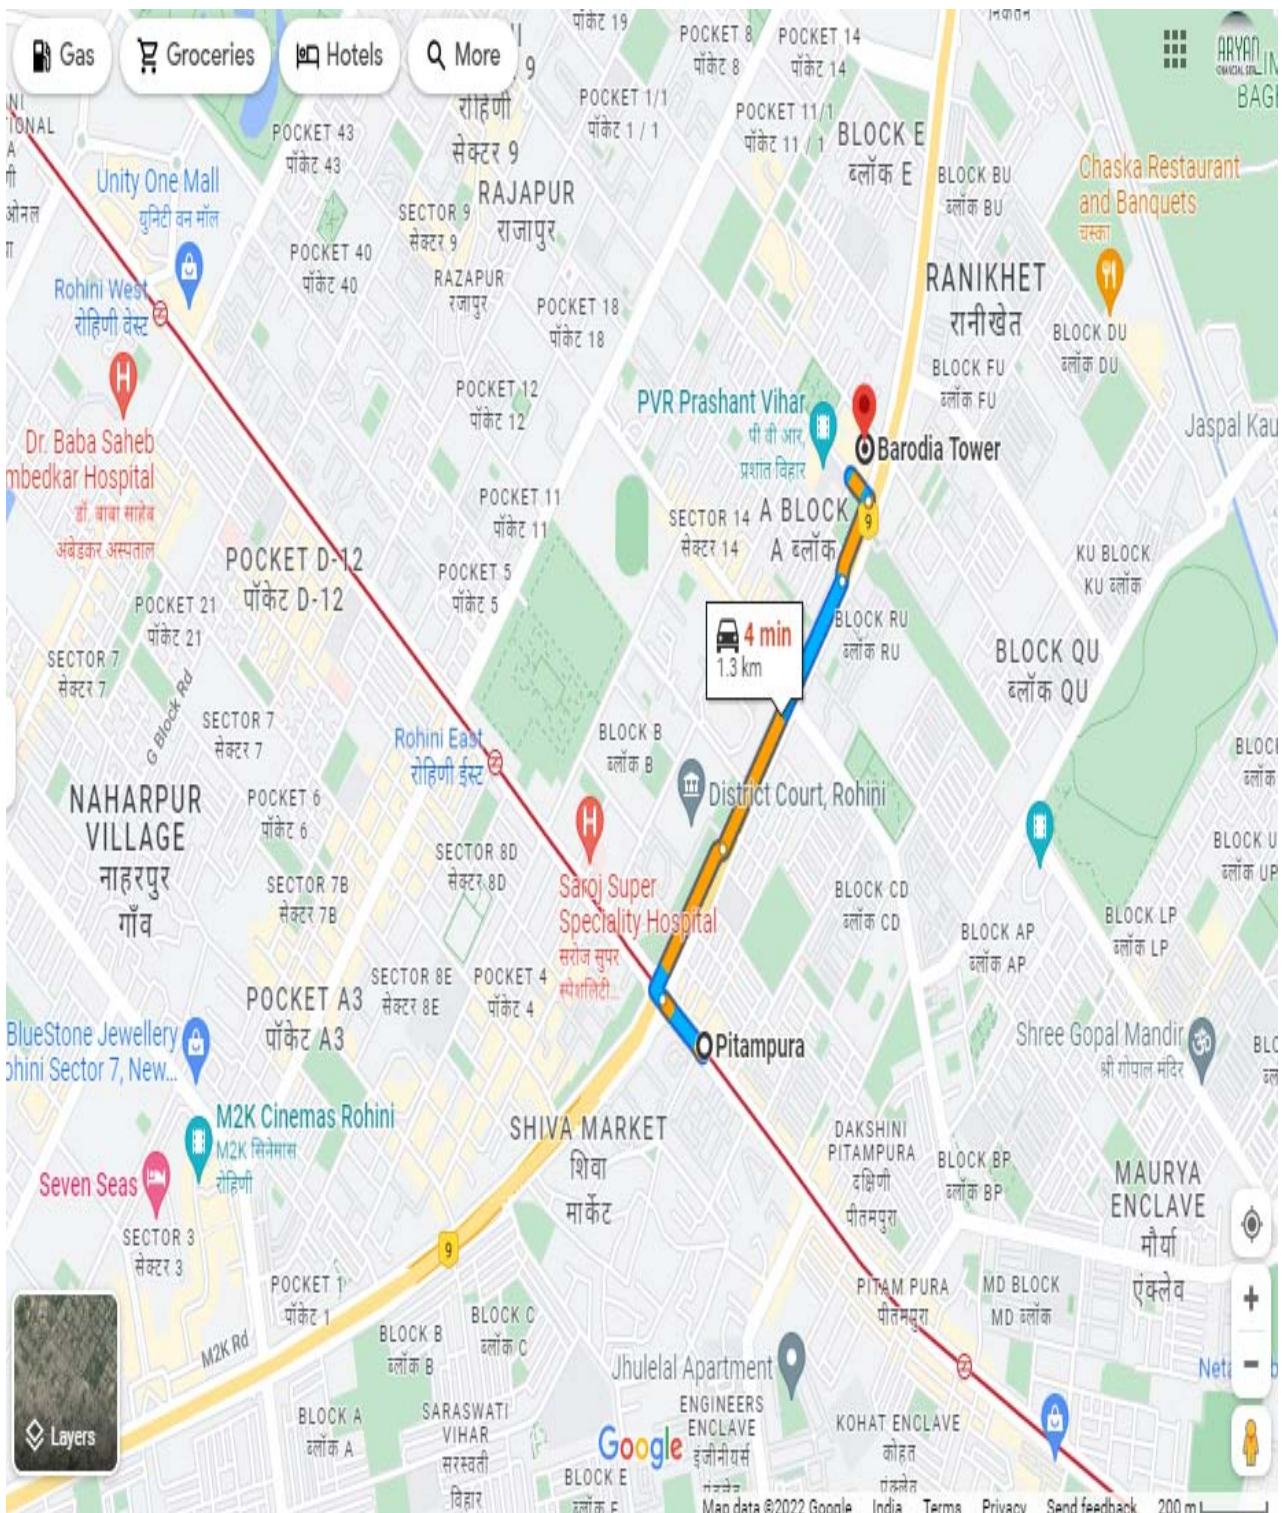 Gas
Groceries
Hotels
More
पॉकेट 19
POCKET 8
पॉकेट 8
POCKET 14
पॉकेट 14
ARYAN
BAG
9
रोहिणी
सेक्टर 9
POCKET 43
पॉकेट 43
POCKET 1/1
पॉकेट 1 / 1
POCKET 11/1
पॉकेट 11 / 1
BLOCK E
ब्लॉक E
BLOCK BU
ब्लॉक BU
Chaska Restaurant
and Banquets
चस्का
Unity One Mall
युनिटी वन मॉल
SECTOR 9
सेक्टर 9
RAJAPUR
राजापुर
POCKET 40
पॉकेट 40
RAZAPUR
रजापुर
Rohini West
रोहिणी वेस्ट
POCKET 18
पॉकेट 18
RANIKHET
रानीखेत
BLOCK DU
ब्लॉक DU
BLOCK FU
ब्लॉक FU
POCKET 12
पॉकेट 12
PVR Prashant Vihar
पी वी आर,
प्रशांत विहार
Barodia Tower
Jaspal Kau
Dr. Baba Saheb
mbedkar Hospital
डॉ. बाबा साहेब
अंबेडकर अस्पताल
POCKET 11
पॉकेट 11
SECTOR 14
सेक्टर 14
A BLOCK
A ब्लॉक
9
KU BLOCK
KU ब्लॉक
POCKET D-12
पॉकेट D-12
POCKET 5
पॉकेट 5
POCKET 21
पॉकेट 21
4 min
1.3 km
BLOCK RU
ब्लॉक RU
BLOCK QU
ब्लॉक QU
SECTOR 7
सेक्टर 7
G Block Rd
SECTOR 7
सेक्टर 7
Rohini East
रोहिणी ईस्ट
BLOCK B
ब्लॉक B
District Court, Rohini
NAHARPUR
VILLAGE
नाहरपुर
गाँव
POCKET 6
पॉकेट 6
SECTOR 8D
सेक्टर 8D
SECTOR 7B
सेक्टर 7B
Saroj Super
Speciality Hospital
सरोज सुपर
स्पेशलिटी...
BLOCK CD
ब्लॉक CD
BLOCK AP
ब्लॉक AP
BLOCK LP
ब्लॉक LP
BLOCK U
ब्लॉक UP
SECTOR 8E
सेक्टर 8E
POCKET 4
पॉकेट 4
POCKET A3
पॉकेट A3
BlueStone Jewellery
ohini Sector 7, New...
Pitampura
Shree Gopal Mandir
श्री गोपाल मंदिर
M2K Cinemas Rohini
M2K सिनेमास
रोहिणी
Seven Seas
SHIVA MARKET
शिवा
मार्केट
DAKSHINI
PITAMPURA
दक्षिणी
पीतमपुरा
BLOCK BP
ब्लॉक BP
MAURYA
ENCLAVE
मौर्या
एंक्लेव
SECTOR 3
सेक्टर 3
9
POCKET 1
पॉकेट 1
PITAM PURA
पीतमपुरा
MD BLOCK
MD ब्लॉक
M2K Rd
BLOCK B
ब्लॉक B
BLOCK C
ब्लॉक C
Jhulelal Apartment
Layers
BLOCK A
ब्लॉक A
SARASWATI
VIHAR
सरस्वती
विहार
Google
ENGINEERS
ENCLAVE
इंजीनीयर्स
KOHAT ENCLAVE
कोहत
एंक्लेव
BLOCK E
Map data ©2022 Google India Terms Privacy Send feedback 200 m